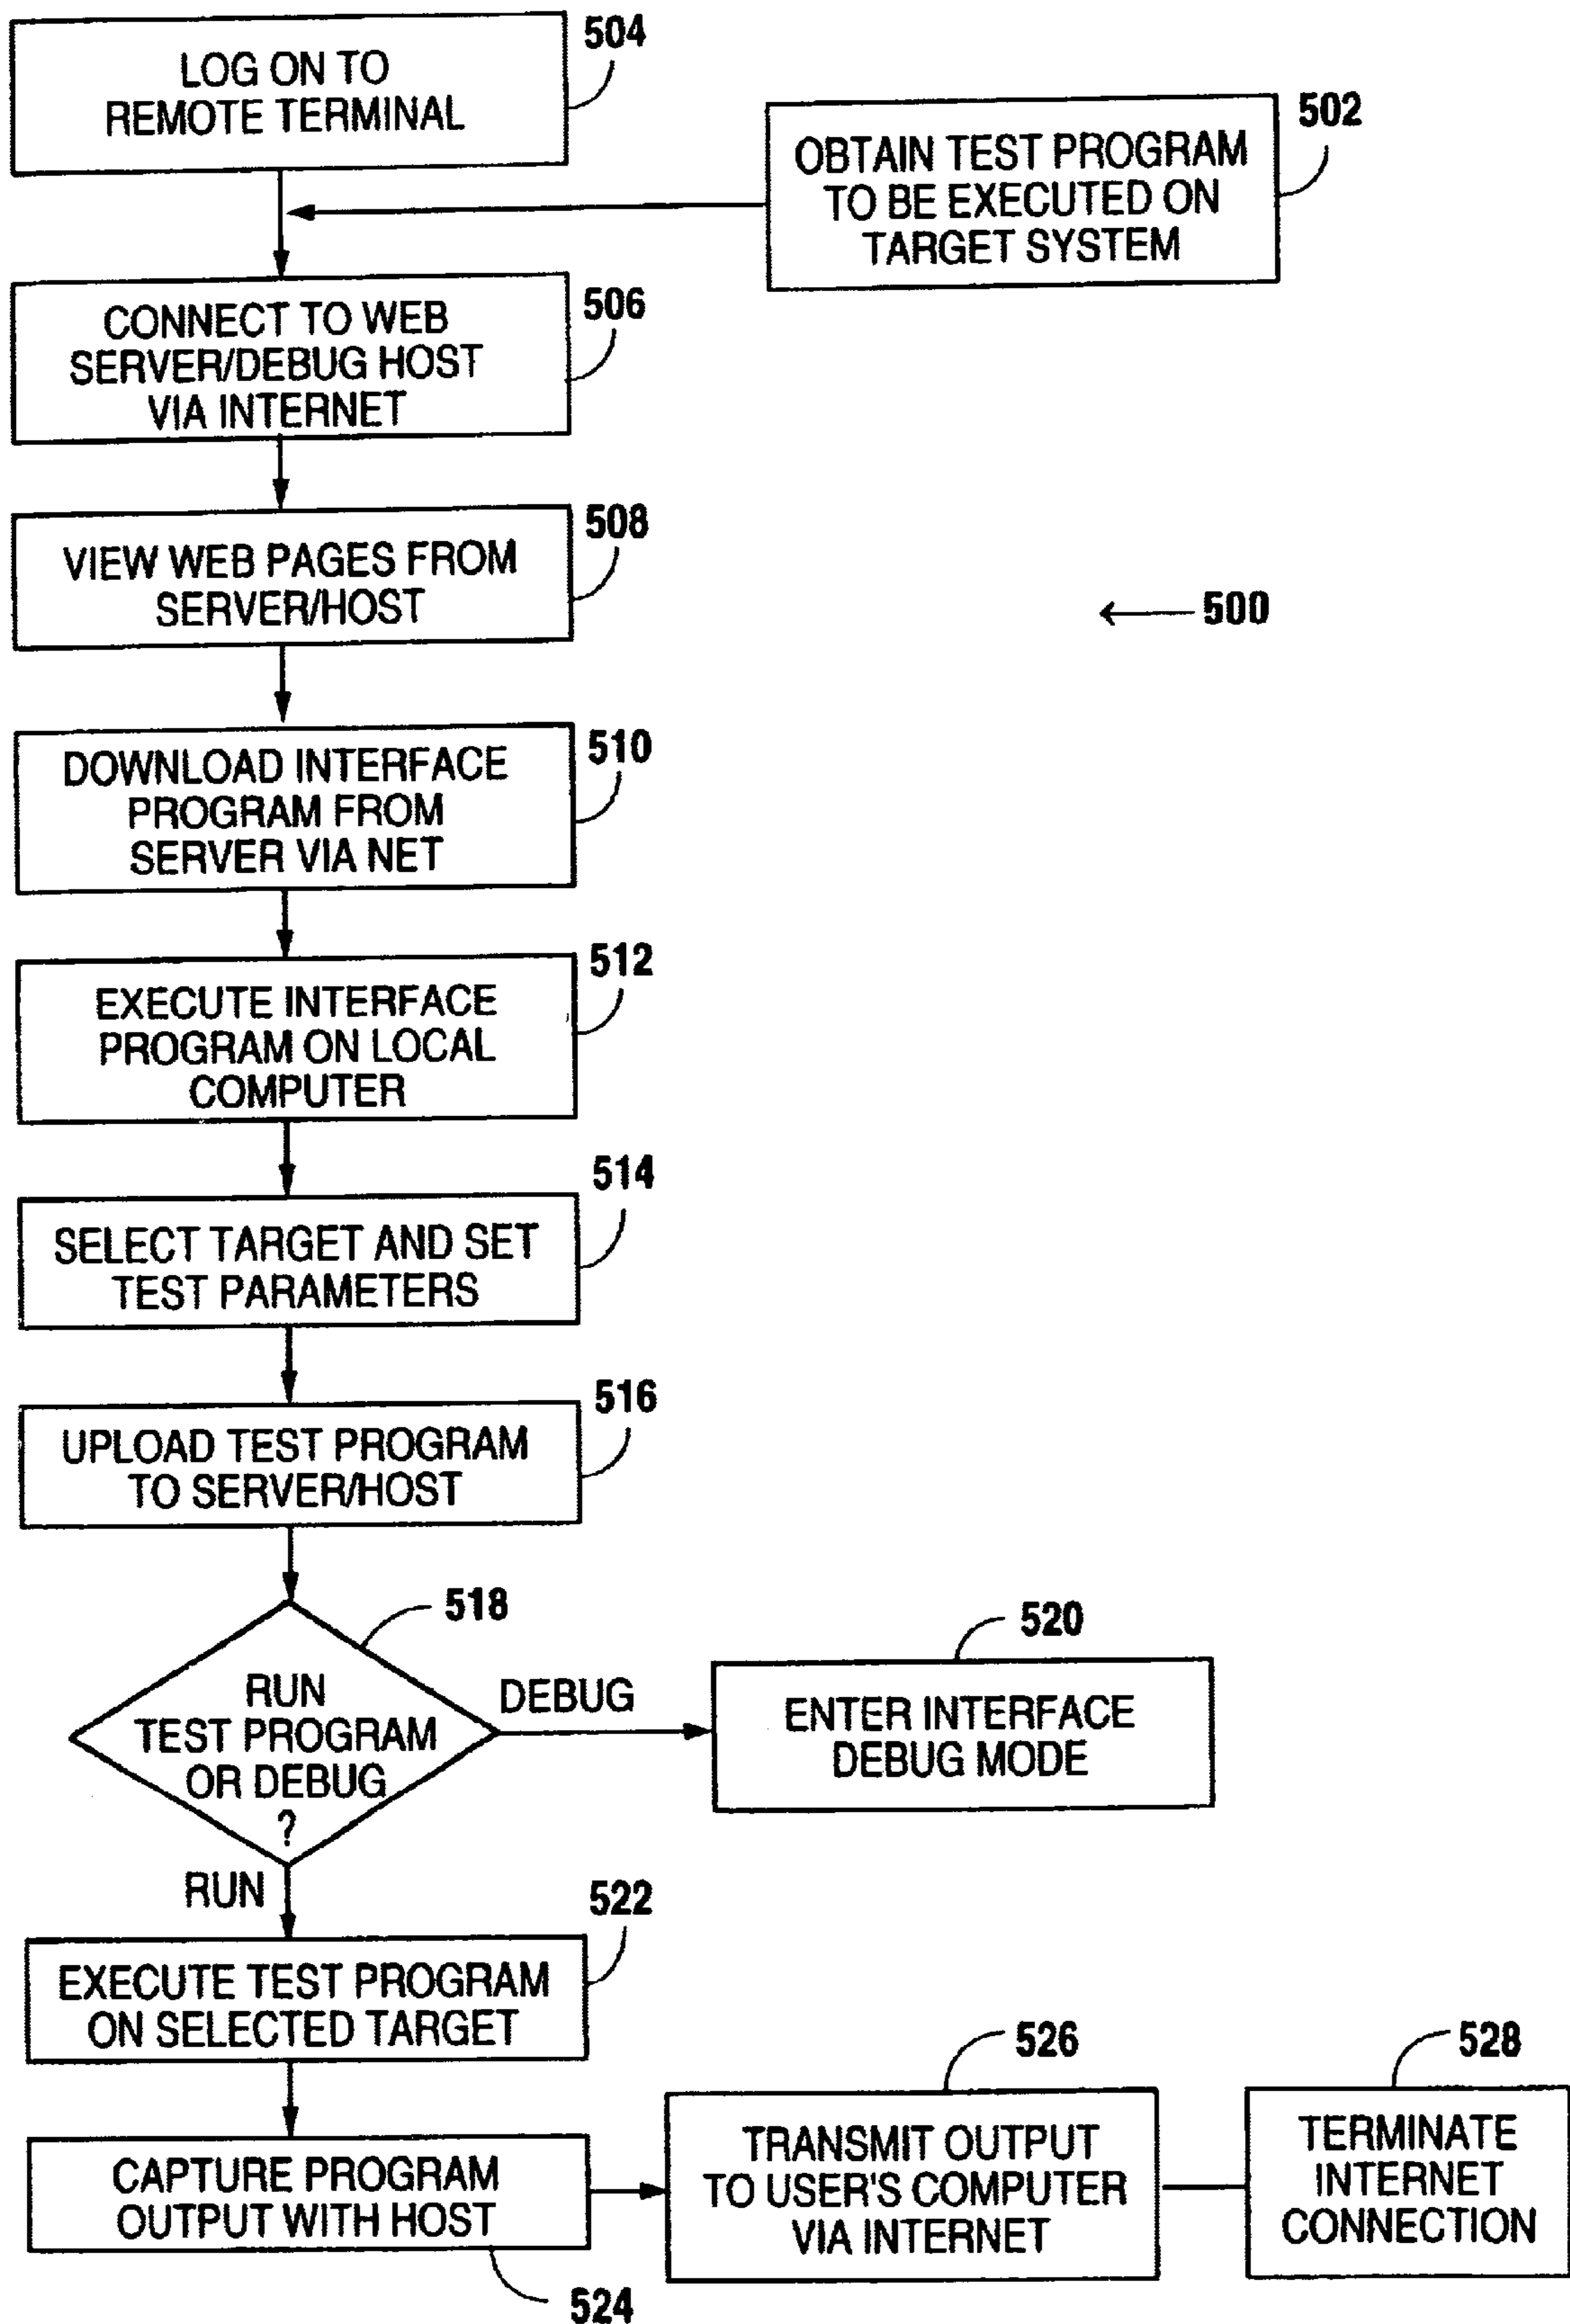 504
LOG ON TO
REMOTE TERMINAL
502
OBTAIN TEST PROGRAM
TO BE EXECUTED ON
TARGET SYSTEM
506
CONNECT TO WEB
SERVER/DEBUG HOST
VIA INTERNET
508
VIEW WEB PAGES FROM
SERVER/HOST
500
510
DOWNLOAD INTERFACE
PROGRAM FROM
SERVER VIA NET
512
EXECUTE INTERFACE
PROGRAM ON LOCAL
COMPUTER
514
SELECT TARGET AND SET
TEST PARAMETERS
516
UPLOAD TEST PROGRAM
TO SERVER/HOST
518
RUN
TEST PROGRAM
OR DEBUG
?
DEBUG
520
ENTER INTERFACE
DEBUG MODE
RUN
522
EXECUTE TEST PROGRAM
ON SELECTED TARGET
524
CAPTURE PROGRAM
OUTPUT WITH HOST
526
TRANSMIT OUTPUT
TO USER'S COMPUTER
VIA INTERNET
528
TERMINATE
INTERNET
CONNECTION